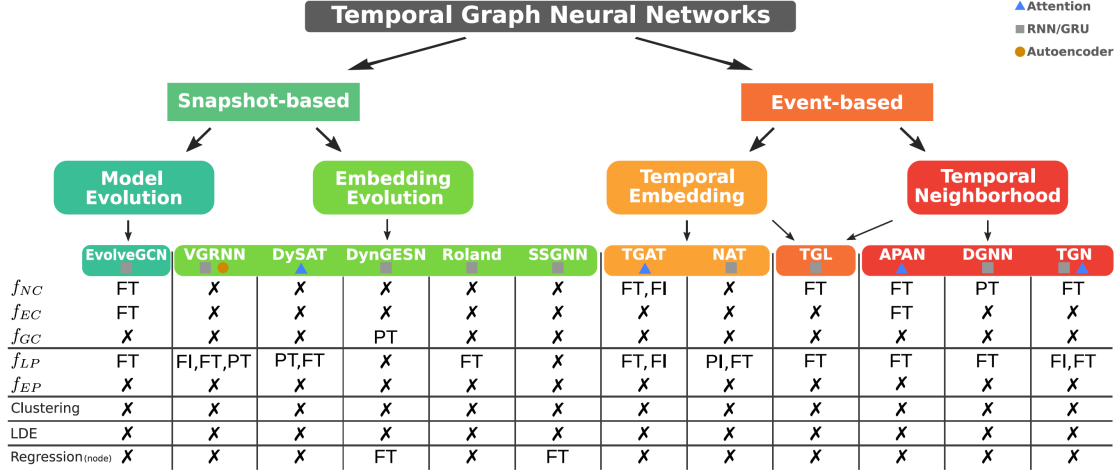 Temporal Graph Neural Networks
Attention
RNN/GRU
Autoencoder
Snapshot-based
Event-based
Model
Evolution
Embedding
Evolution
Temporal
Embedding
Temporal
Neighborhood
EvolveGCN VGRNN DySAT DynGESN Roland SSGNN TGAT NAT TGL APAN DGNN TGN
f_NC FT ✗ ✗ ✗ ✗ ✗ FT,FI ✗ FT FT PT FT
f_EC FT ✗ ✗ ✗ ✗ ✗ ✗ ✗ ✗ FT ✗ ✗
f_GC ✗ ✗ ✗ PT ✗ ✗ ✗ ✗ ✗ ✗ ✗ ✗
f_LP FT FI,FT,PT PT,FT ✗ FT ✗ FT,FI PI,FT FT FT FT FI,FT
f_EP ✗ ✗ ✗ ✗ ✗ ✗ ✗ ✗ ✗ ✗ ✗ ✗
Clustering ✗ ✗ ✗ ✗ ✗ ✗ ✗ ✗ ✗ ✗ ✗ ✗
LDE ✗ ✗ ✗ ✗ ✗ ✗ ✗ ✗ ✗ ✗ ✗ ✗
Regression(node) ✗ ✗ ✗ FT ✗ FT ✗ ✗ ✗ ✗ ✗ ✗